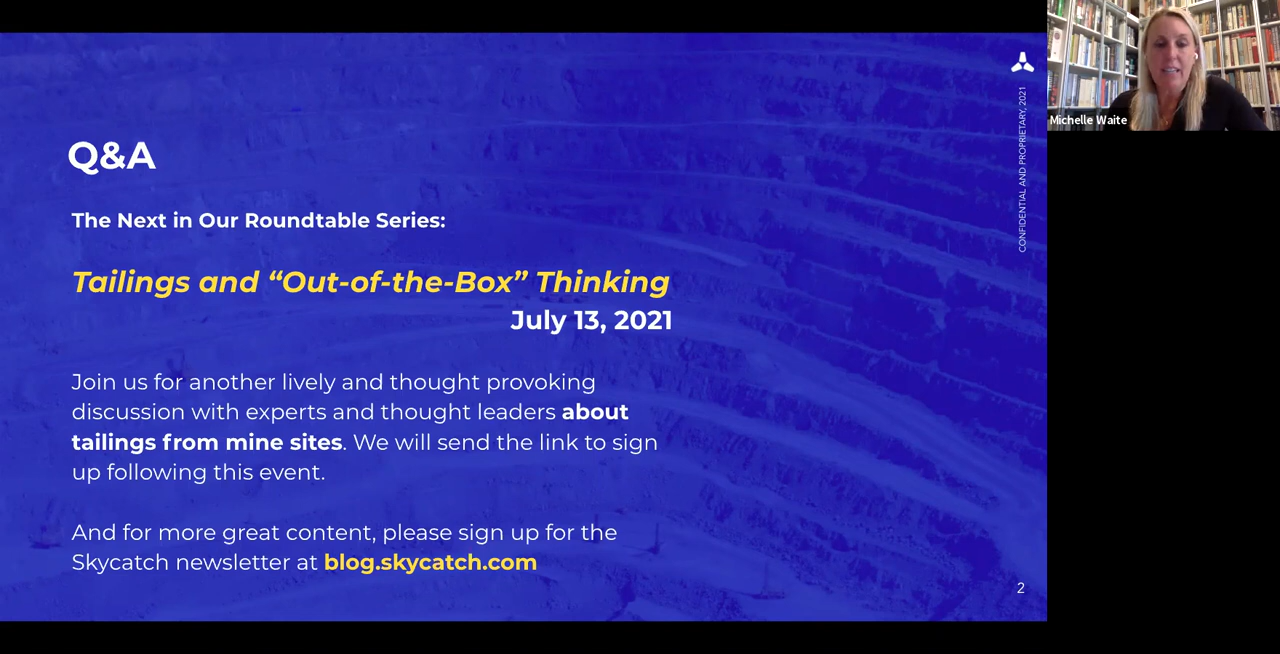 Q&A
The Next in Our Roundtable Series:
Tailings and “Out-of-the-Box” Thinking
July 13, 2021
Join us for another lively and thought provoking
discussion with experts and thought leaders about
tailings from mine sites. We will send the link to sign
up following this event.
And for more great content, please sign up for the
Skycatch newsletter at blog.skycatch.com
CONFIDENTIAL AND PROPRIETARY, 2021
2
Michelle Waite